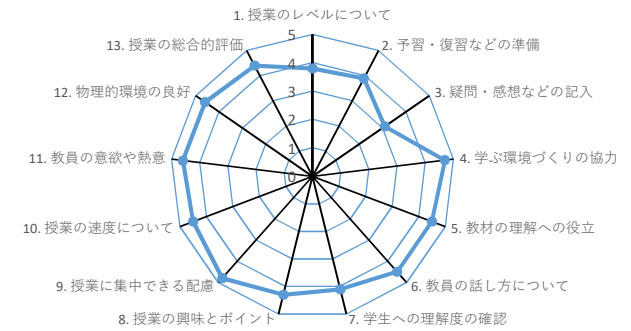 1. 授業のレベルについて
2. 予習・復習などの準備
3. 疑問・感想などの記入
4. 学ぶ環境づくりの協力
5. 教材の理解への役立
6. 教員の話し方について
7. 学生への理解度の確認
8. 授業の興味とポイント
9. 授業に集中できる配慮
10. 授業の速度について
11. 教員の意欲や熱意
12. 物理的環境の良好
13. 授業の総合的評価
5
4
3
2
1
0